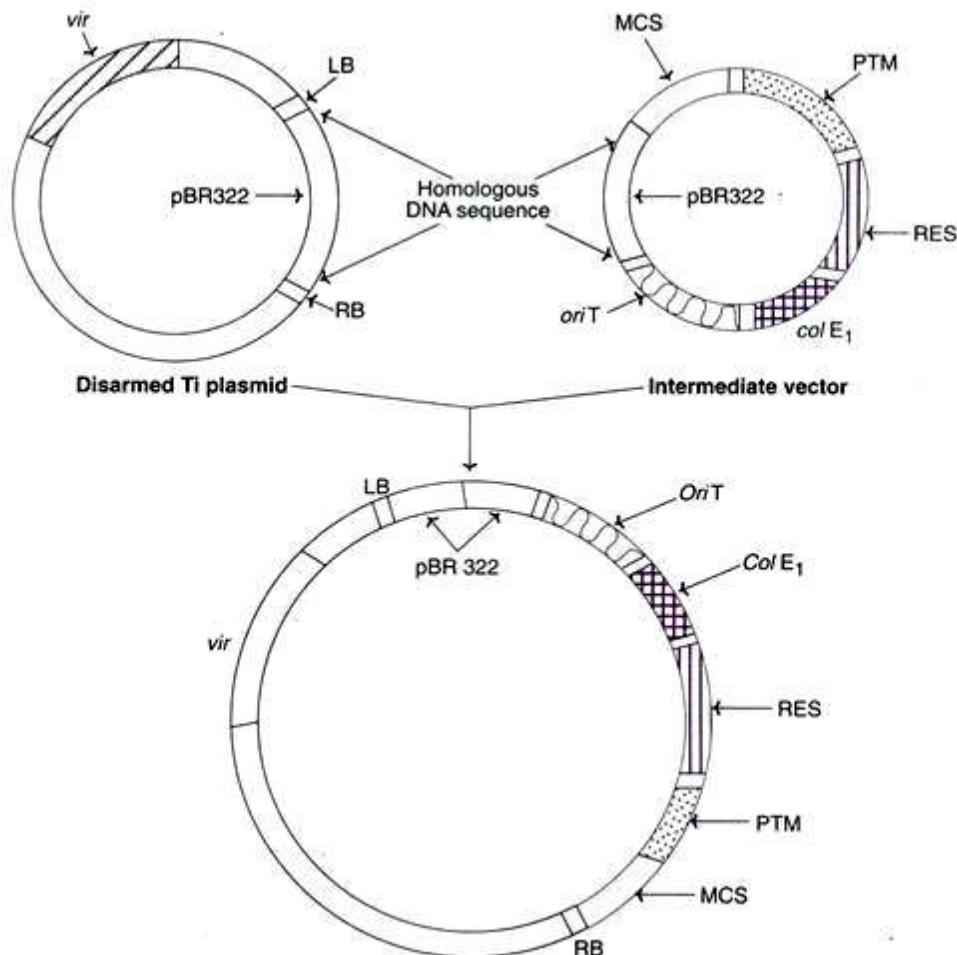 vir
LB
pBR322
RB
Homologous
DNA sequence
MCS
PTM
pBR322
RES
oriT
col E1
Disarmed Ti plasmid
Intermediate vector
LB
OriT
pBR 322
Col E1
vir
RES
PTM
MCS
RB